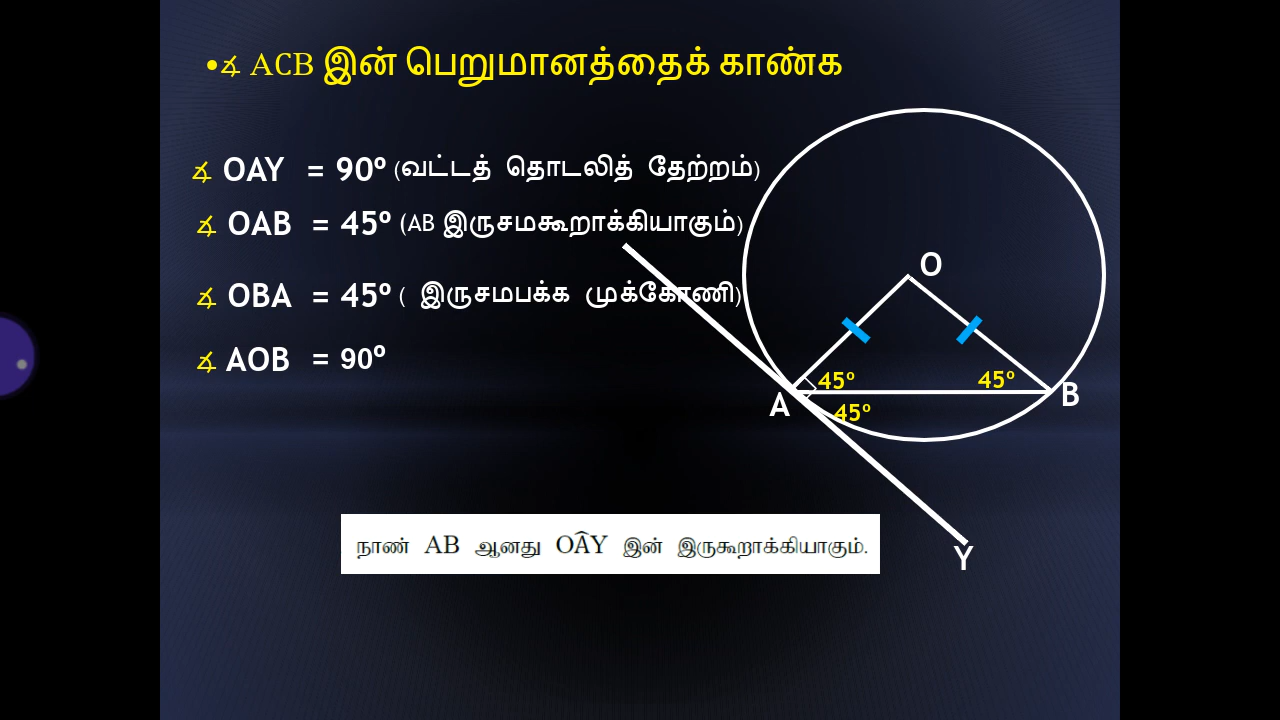 •∡ ACB இன் பெறுமானத்தைக் காண்க
∡ OAY = 90º (வட்டத் தொடலித் தேற்றம்)
∡ OAB = 45º (AB இருசமகூறாக்கியாகும்)
∡ OBA = 45º ( இருசமபக்க முக்கோணி)
∡ AOB = 90º
O
45º
45º
A
B
45º
Y
நாண் AB ஆனது OÂY இன் இருகூறாக்கியாகும்.